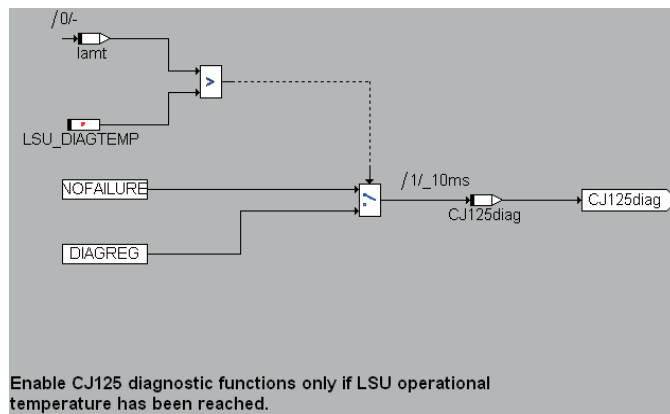 /0/-
lamt
>
LSU_DIAGTEMP
NOFAILURE
/1/_10ms
CJ125diag
CJ125diag
DIAGREG
Enable CJ125 diagnostic functions only if LSU operational
temperature has been reached.